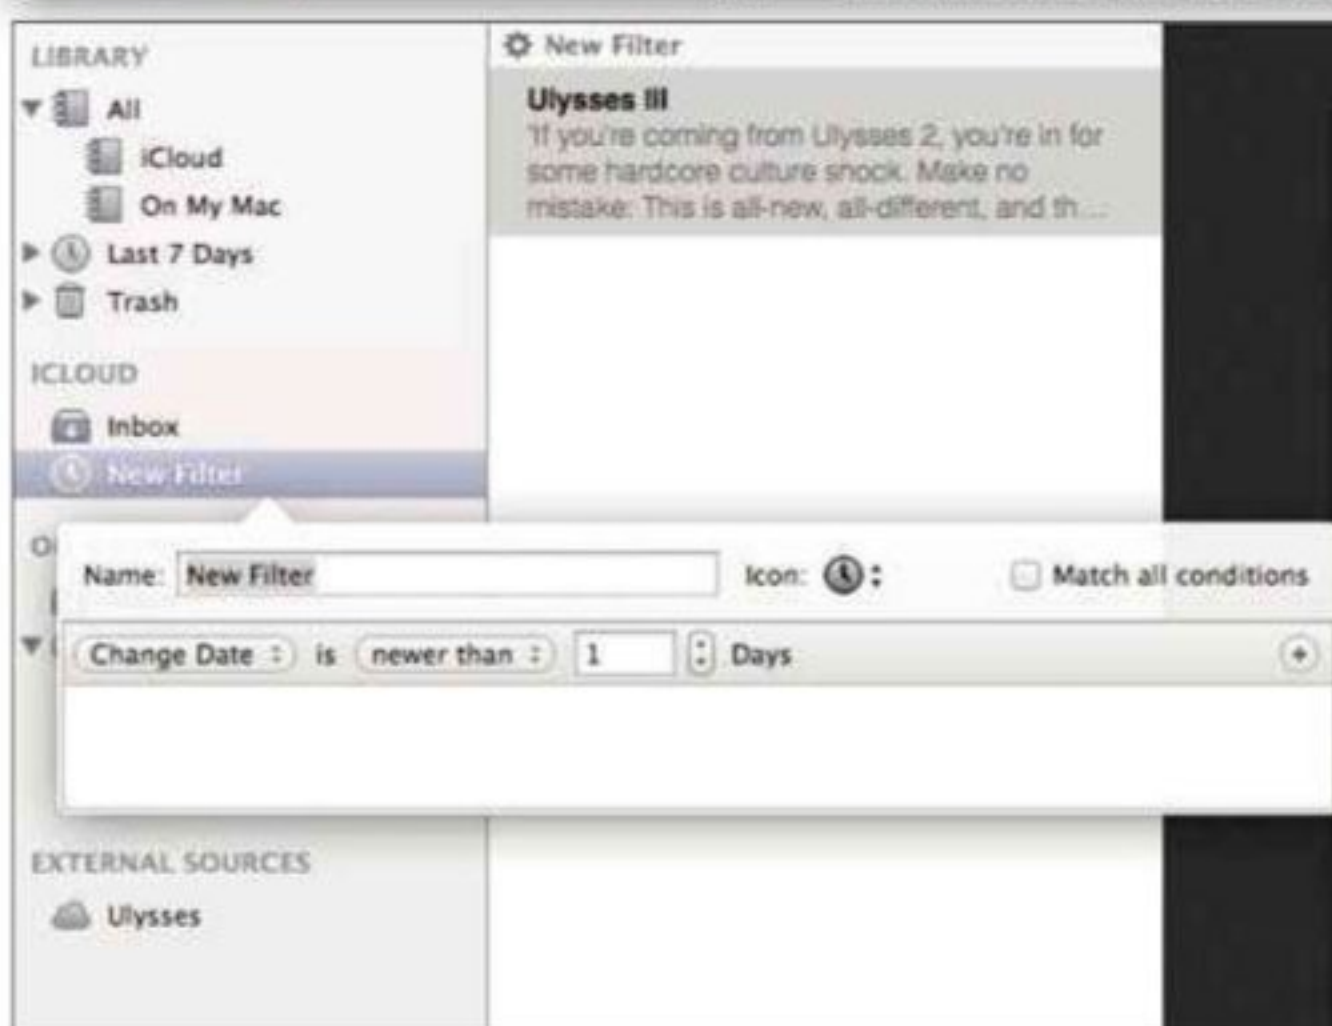 LIBRARY
All
iCloud
On My Mac
Last 7 Days
Trash
ICLOUD
Inbox
New Filter
New Filter
Ulysses III
'If you're coming from Ulysses 2, you're in for
some hardcore culture shock. Make no
mistake: This is all-new, all-different, and th...
Name: New Filter Icon: Match all conditions
Change Date is newer than 1 Days
EXTERNAL SOURCES
Ulysses